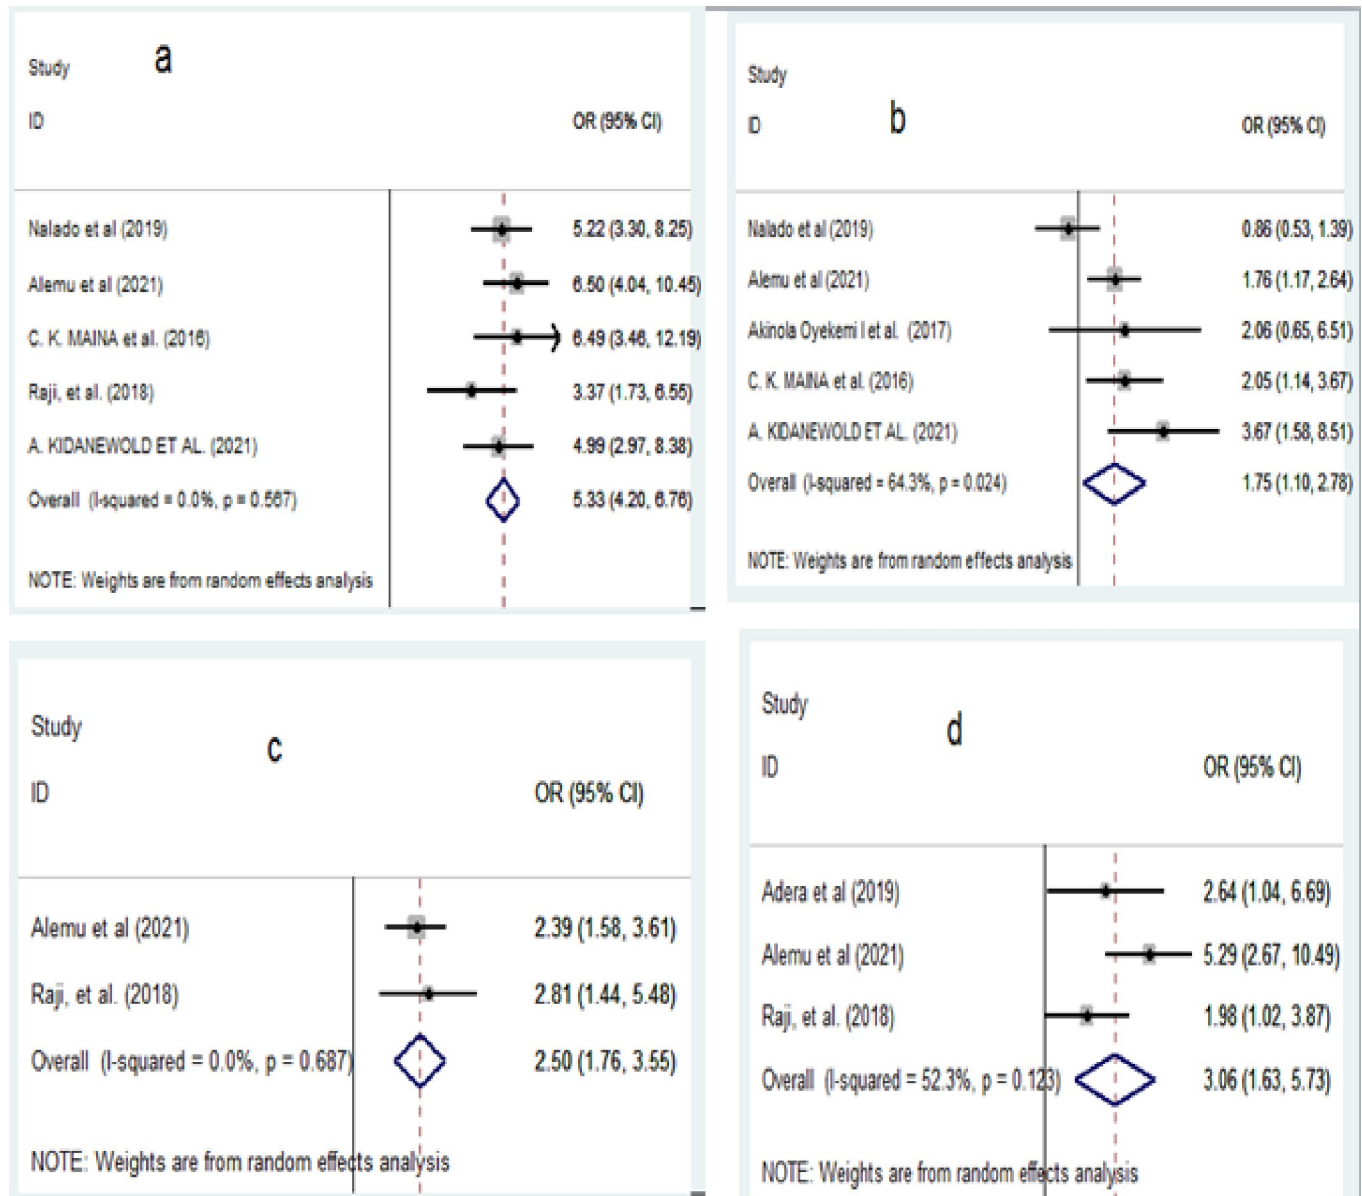 a
Study
ID OR (95% CI)
Nalado et al (2019) 5.22 (3.30, 8.25)
Alemu et al (2021) 6.50 (4.04, 10.45)
C. K. MAINA et al. (2016) 6.49 (3.46, 12.19)
Raji, et al. (2018) 3.37 (1.73, 6.55)
A. KIDANEWOLD ET AL. (2021) 4.99 (2.97, 8.38)
Overall (I-squared = 0.0%, p = 0.567) 5.33 (4.20, 6.76)
NOTE: Weights are from random effects analysis
Study
b
ID OR (95% CI)
Nalado et al (2019) 0.86 (0.53, 1.39)
Alemu et al (2021) 1.76 (1.17, 2.64)
Akinola Oyekemi I et al. (2017) 2.06 (0.65, 6.51)
C. K. MAINA et al. (2016) 2.05 (1.14, 3.67)
A. KIDANEWOLD ET AL. (2021) 3.67 (1.58, 8.51)
Overall (I-squared = 64.3%, p = 0.024) 1.75 (1.10, 2.78)
NOTE: Weights are from random effects analysis
Study
c
ID OR (95% CI)
Alemu et al (2021) 2.39 (1.58, 3.61)
Raji, et al. (2018) 2.81 (1.44, 5.48)
Overall (I-squared = 0.0%, p = 0.687) 2.50 (1.76, 3.55)
NOTE: Weights are from random effects analysis
Study
d
ID OR (95% CI)
Adera et al (2019) 2.64 (1.04, 6.69)
Alemu et al (2021) 5.29 (2.67, 10.49)
Raji, et al. (2018) 1.98 (1.02, 3.87)
Overall (I-squared = 52.3%, p = 0.123) 3.06 (1.63, 5.73)
NOTE: Weights are from random effects analysis